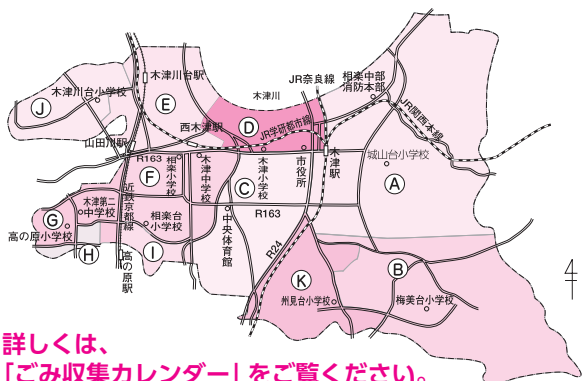 木津川台駅
木津川台小学校
木津川
JR奈良線
相楽中部
消防本部
J
E
D
西木津駅
JR学研都市線
JR関西本線
山田川駅
R163
相楽小学校
木津中学校
木津小学校
市役所
木津駅
城山台小学校
F
C
A
近鉄京都線
木津第二
中学校
相楽台
小学校
中央体育館
R163
G
高の原小学校
H
高の原駅
I
R24
K
B
州見台小学校
梅美台小学校
4
詳しくは、
「ごみ収集カレンダー」をご覧ください。